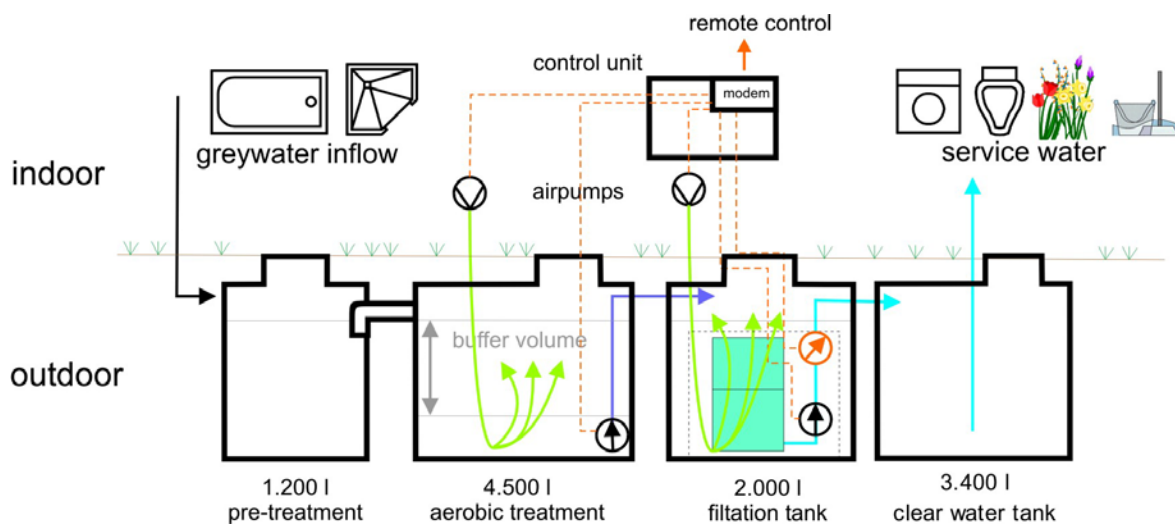 remote control
control unit
modem
greywater inflow
service water
indoor
airpumps
buffer volume
outdoor
1.200 l
pre-treatment
4.500 l
aerobic treatment
2.000 l
filtation tank
3.400 l
clear water tank